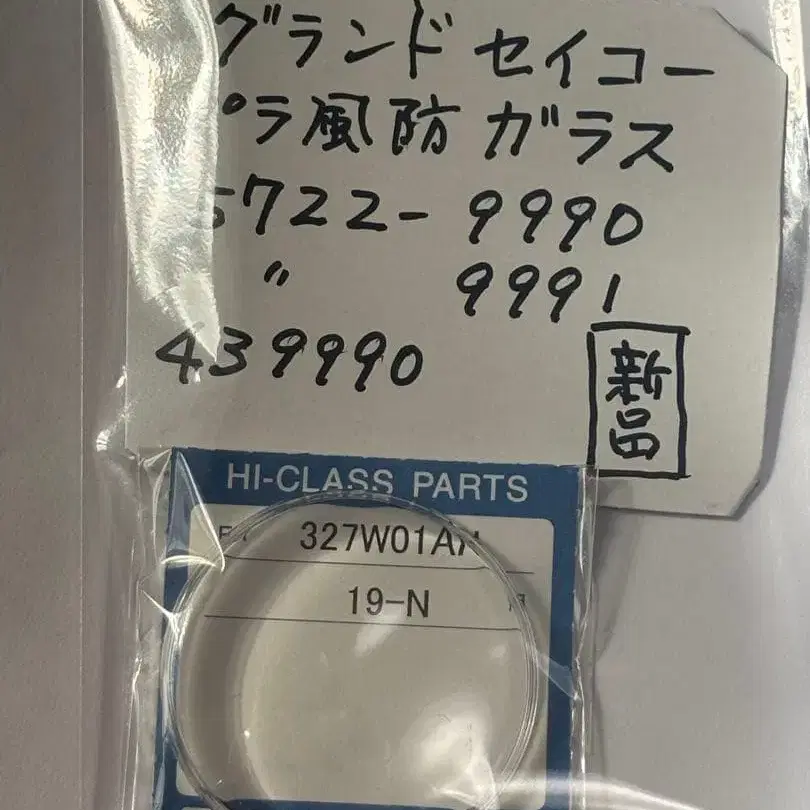 グランドセイコー
プラ風防ガラス
5722-9990
〃 9991
439990
新品
HI-CLASS PARTS
327W01A
19-N